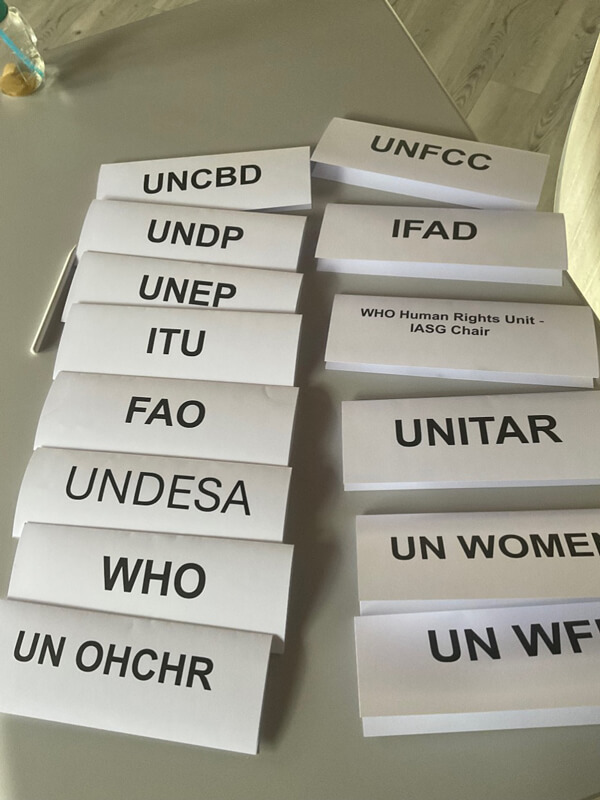 UNCBD
UNDP
UNEP
ITU
FAO
UNDESA
WHO
UN OHCHR
UNFCC
IFAD
WHO Human Rights Unit -
IASG Chair
UNITAR
UN WOMEN
UN